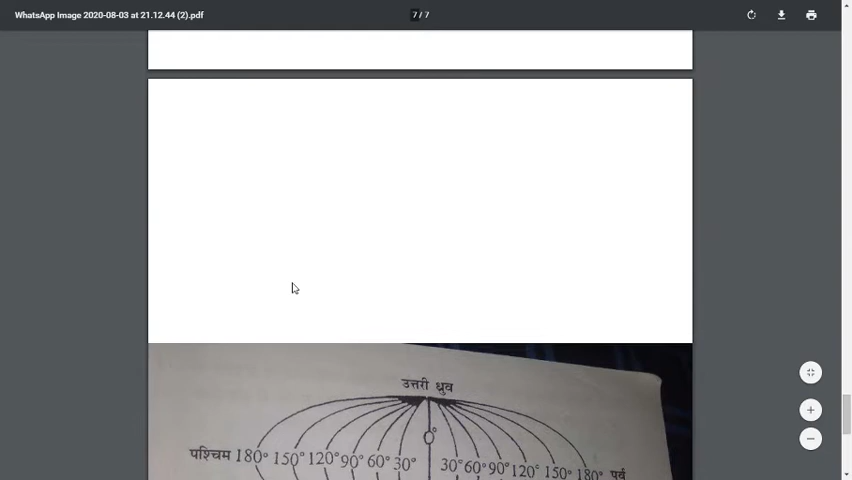 WhatsApp Image 2020-08-03 at 21.12.44 (2).pdf
7 / 7
उत्तरी ध्रुव
0°
पश्चिम 180° 150° 120° 90° 60° 30° 30° 60° 90° 120° 150° 180° पूर्व